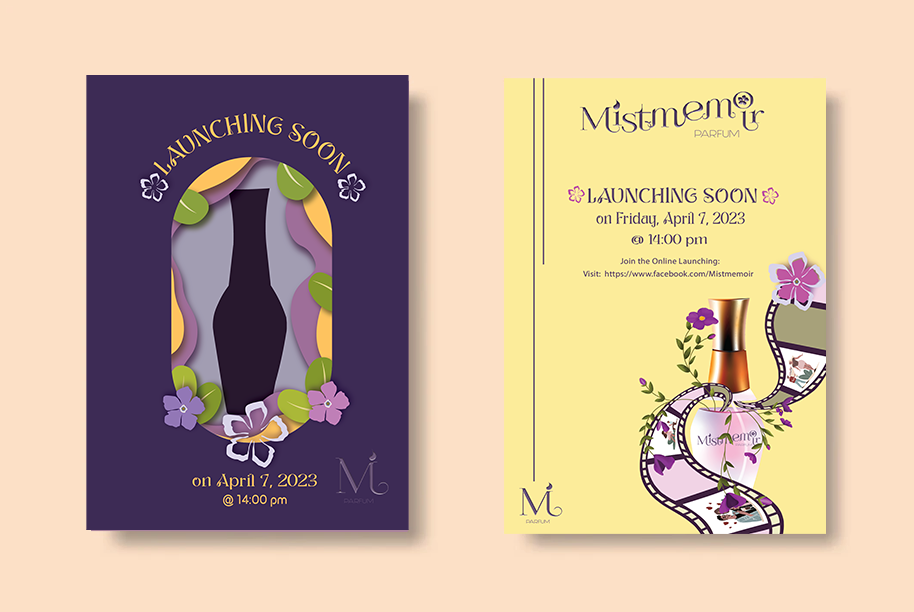 LAUNCHING SOON
on April 7, 2023
@ 14:00 pm
M
PARFUM
Mistmemoir
PARFUM
LAUNCHING SOON
on Friday, April 7, 2023
@ 14:00 pm
Join the Online Launching:
Visit: https://www.facebook.com/Mistmemoir
Mistmemoir
M
PARFUM